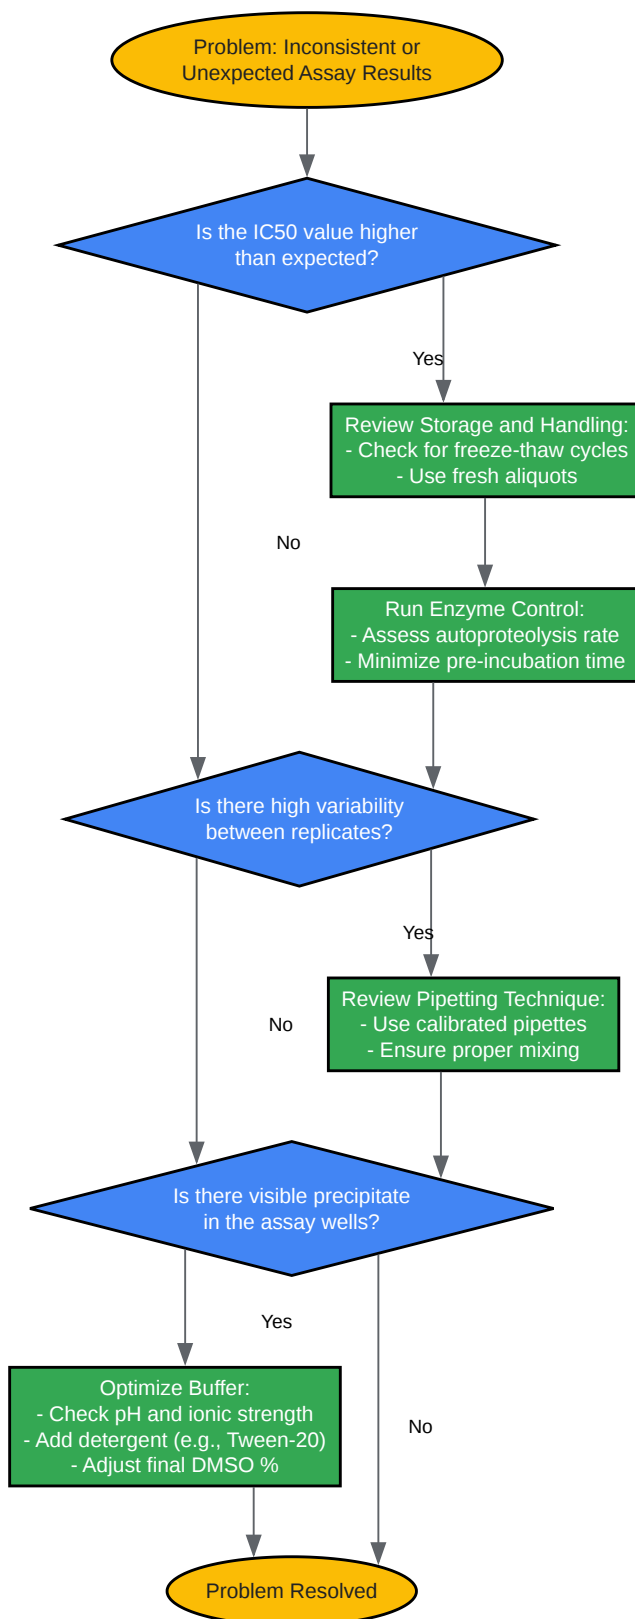 Problem: Inconsistent or
Unexpected Assay Results
Is the IC50 value higher
than expected?
Yes
Review Storage and Handling:
- Check for freeze-thaw cycles
- Use fresh aliquots
No
Run Enzyme Control:
- Assess autoproteolysis rate
- Minimize pre-incubation time
Is there high variability
between replicates?
Yes
Review Pipetting Technique:
- Use calibrated pipettes
- Ensure proper mixing
No
Is there visible precipitate
in the assay wells?
Yes
Optimize Buffer:
- Check pH and ionic strength
- Add detergent (e.g., Tween-20)
- Adjust final DMSO %
No
Problem Resolved